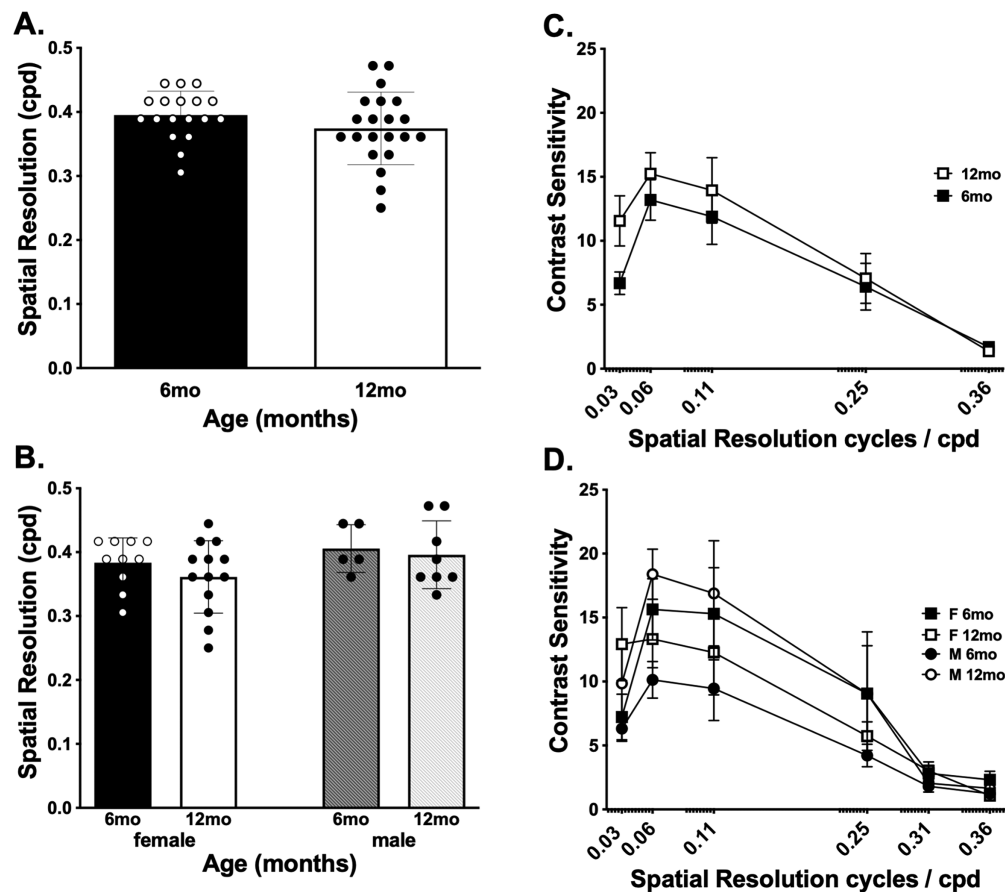 A.
Spatial Resolution (cpd)
0.5
0.4
0.3
0.2
0.1
0.0
6mo 12mo
Age (months)
B.
Spatial Resolution (cpd)
0.5
0.4
0.3
0.2
0.1
0.0
6mo 12mo 6mo 12mo
female male
Age (months)
C.
Contrast Sensitivity
25
20
15
10
5
0
12mo
6mo
0.03 0.06 0.11 0.25 0.36
Spatial Resolution cycles / cpd
D.
Contrast Sensitivity
25
20
15
10
5
0
F 6mo
F 12mo
M 6mo
M 12mo
0.03 0.06 0.11 0.25 0.31 0.36
Spatial Resolution cycles / cpd